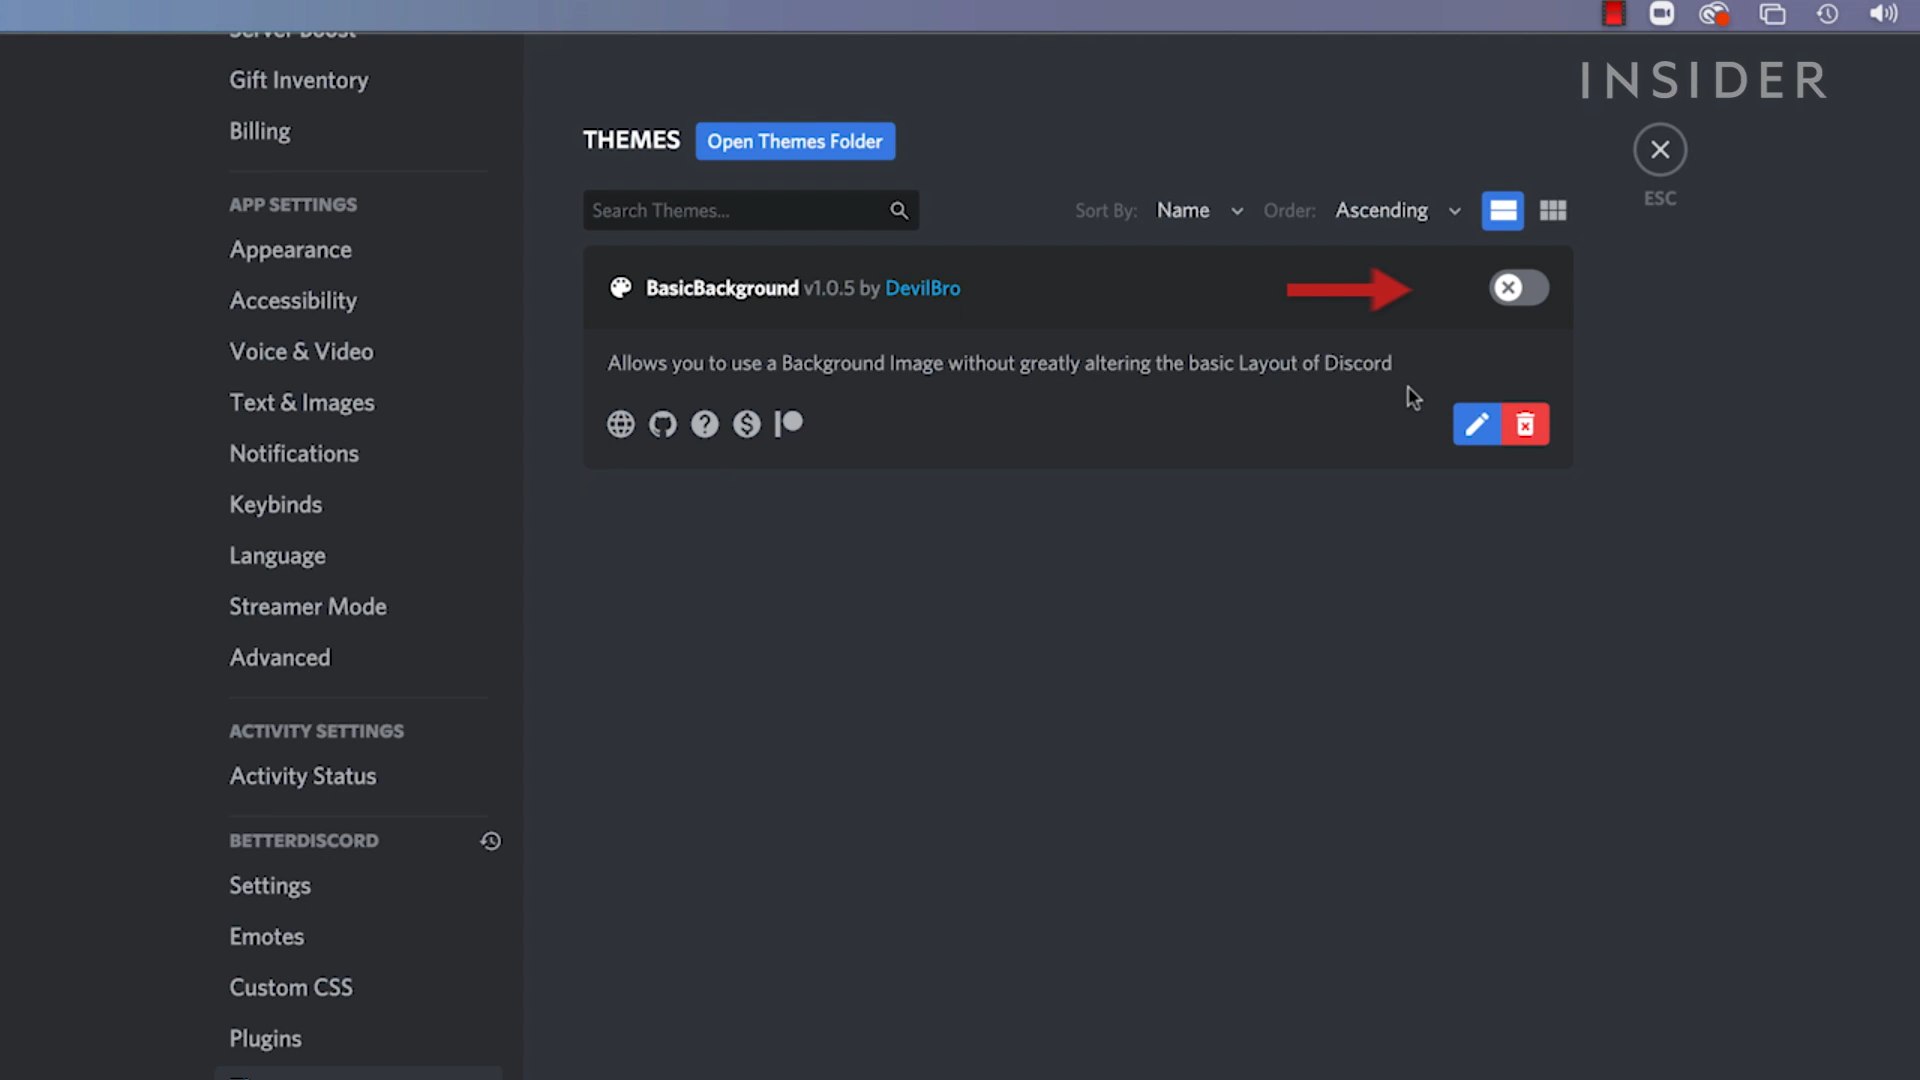 Server Boost
Gift Inventory
Billing
APP SETTINGS
Appearance
Accessibility
Voice & Video
Text & Images
Notifications
Keybinds
Language
Streamer Mode
Advanced
ACTIVITY SETTINGS
Activity Status
BETTERDISCORD
Settings
Emotes
Custom CSS
Plugins
INSIDER
ESC
THEMES Open Themes Folder
Search Themes... Sort By: Name Order: Ascending
BasicBackground v1.0.5 by DevilBro
Allows you to use a Background Image without greatly altering the basic Layout of Discord